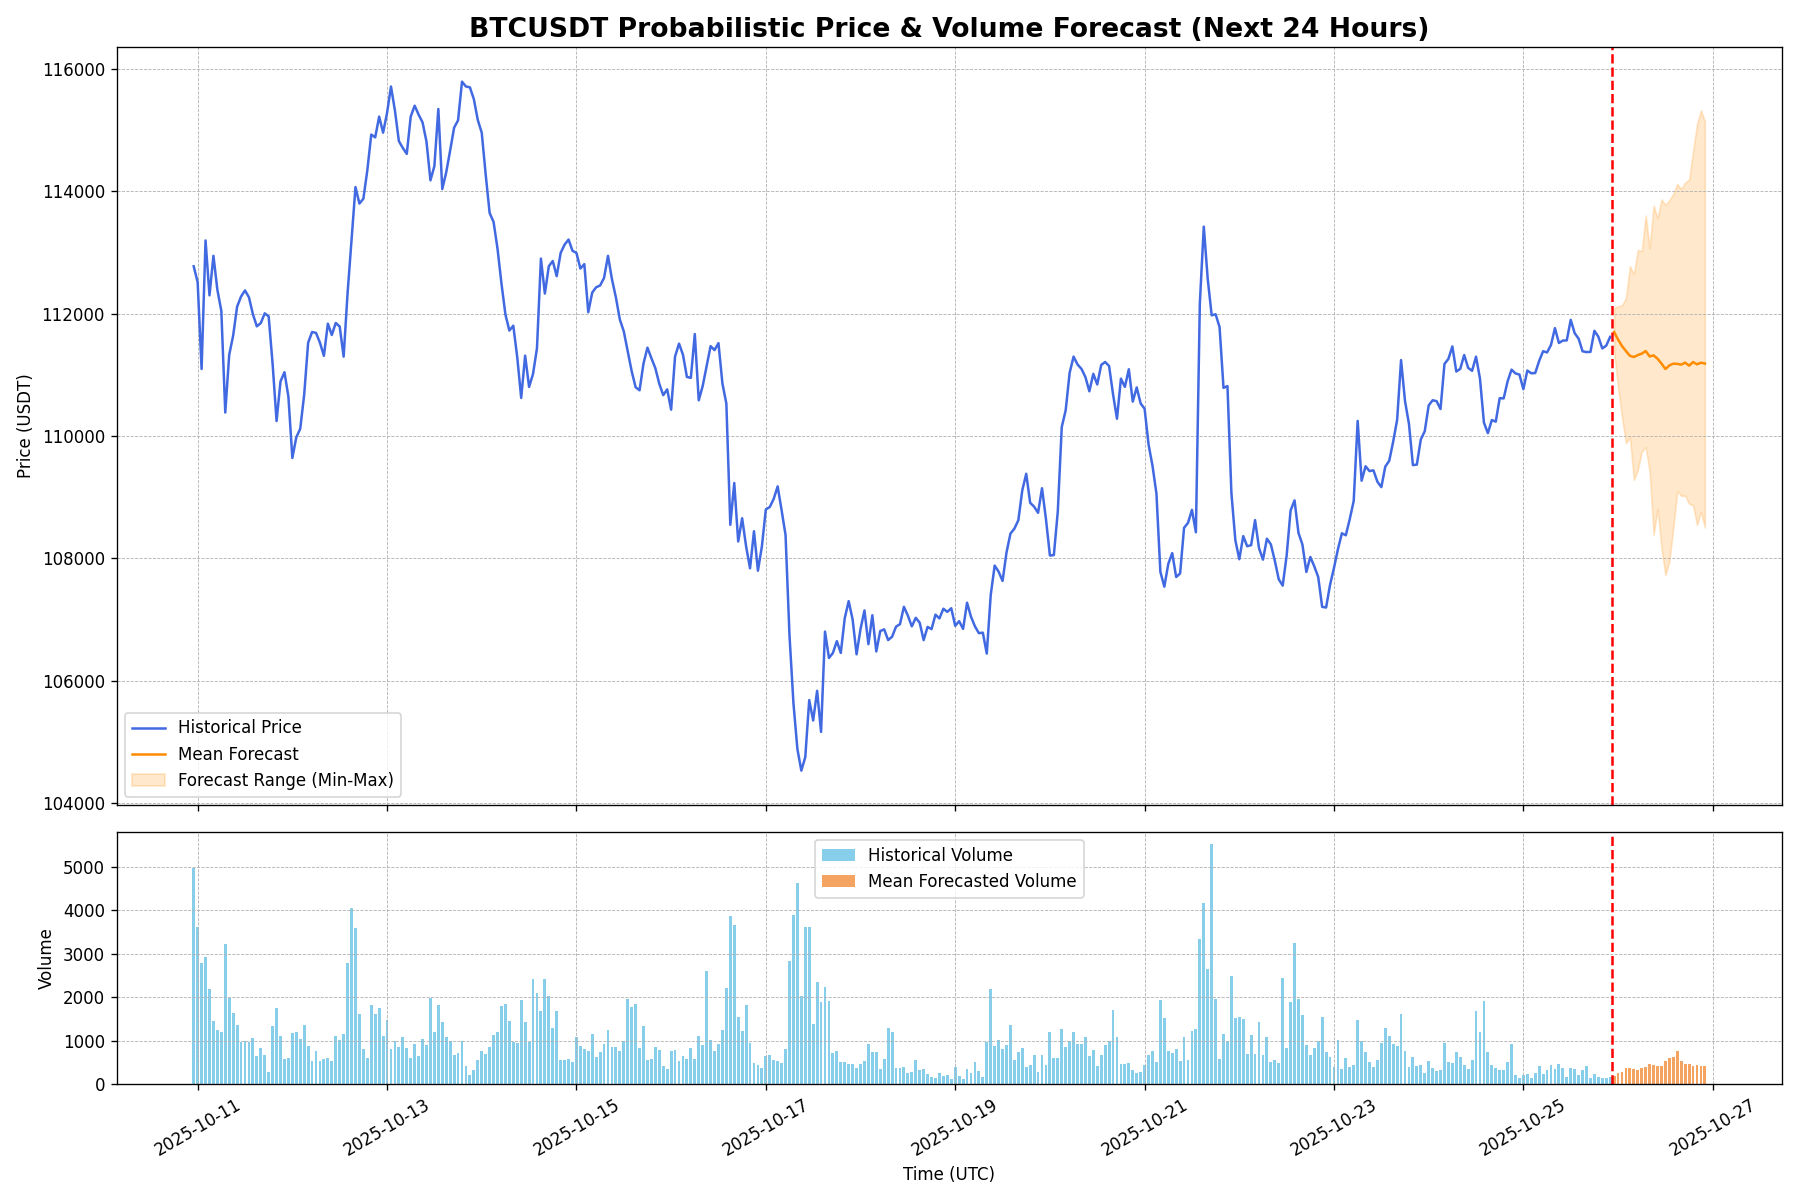 BTCUSDT Probabilistic Price & Volume Forecast (Next 24 Hours)
116000
114000
112000
110000
108000
106000
104000
Price (USDT)
Historical Price
Mean Forecast
Forecast Range (Min-Max)
5000
4000
3000
2000
1000
0
Volume
Historical Volume
Mean Forecasted Volume
2025-10-11
2025-10-13
2025-10-15
2025-10-17
2025-10-19
2025-10-21
2025-10-23
2025-10-25
2025-10-27
Time (UTC)